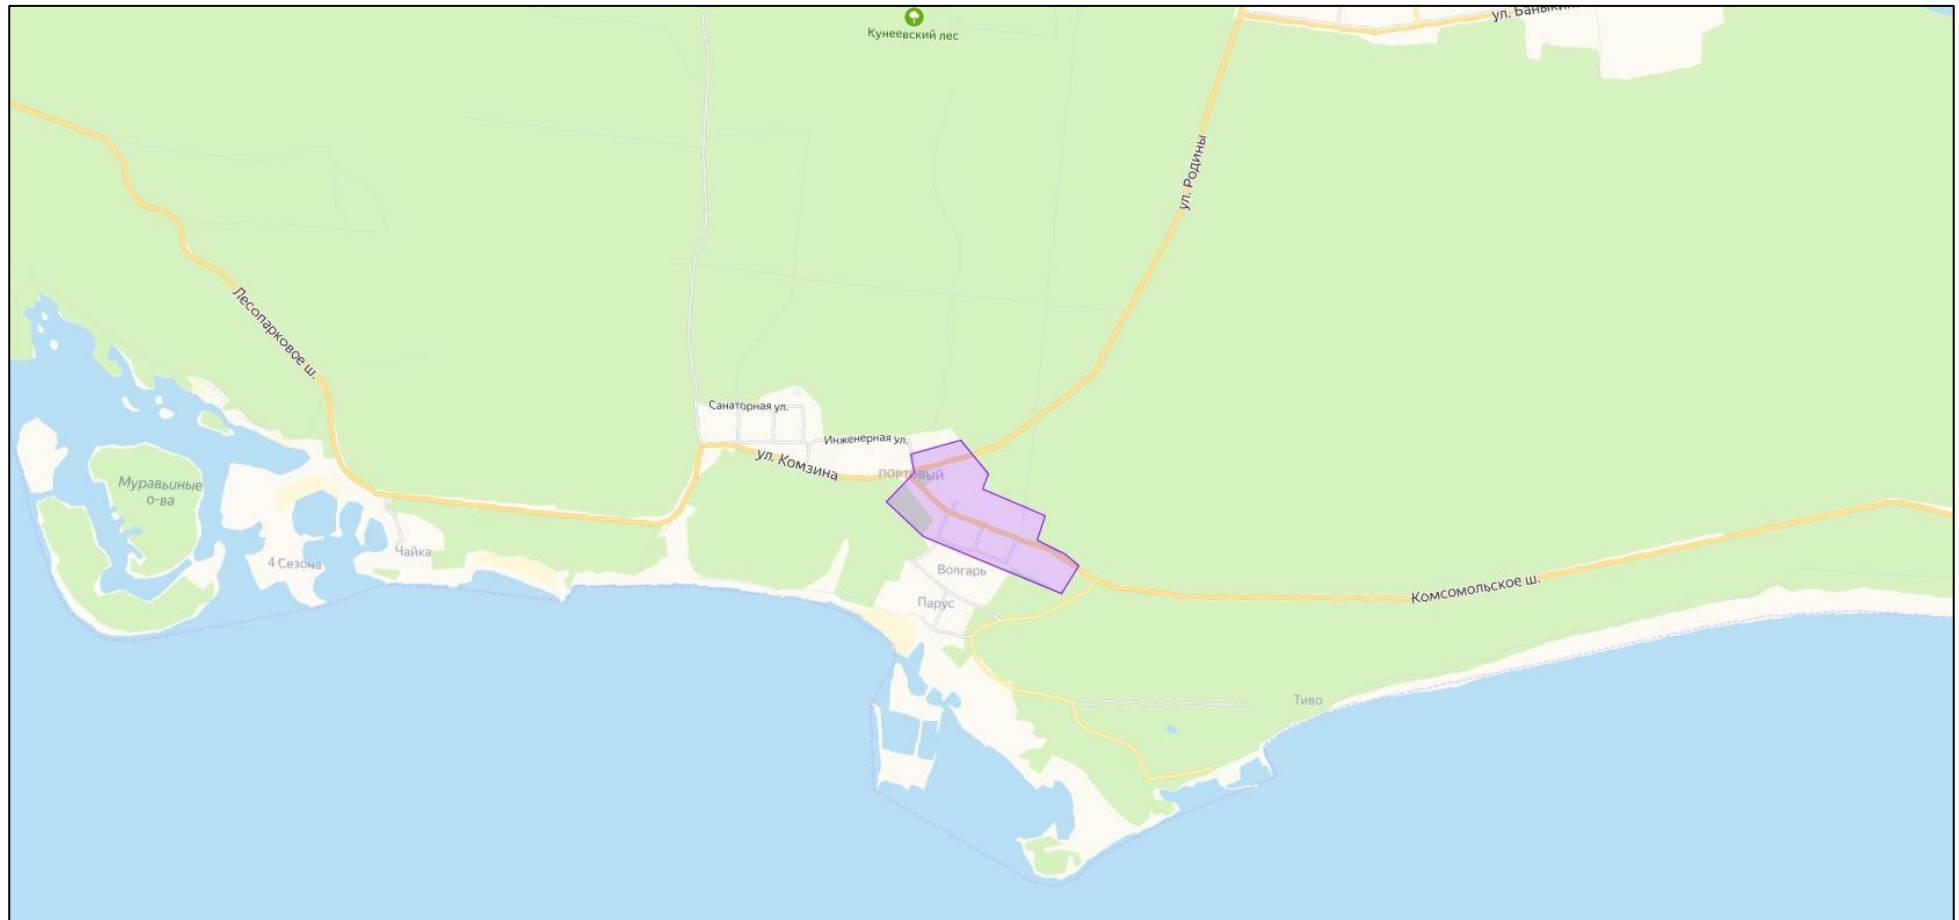 ул. Баныкина
Кунеевский лес
ул. Родины
Лесопарковое ш.
Санаторная ул.
Инженерная ул.
ул. Комзина
ПОРТОВЫЙ
Муравьиные
о-ва
4 Сезона
Чайка
Волгарь
Парус
Комсомольское ш.
Тиво